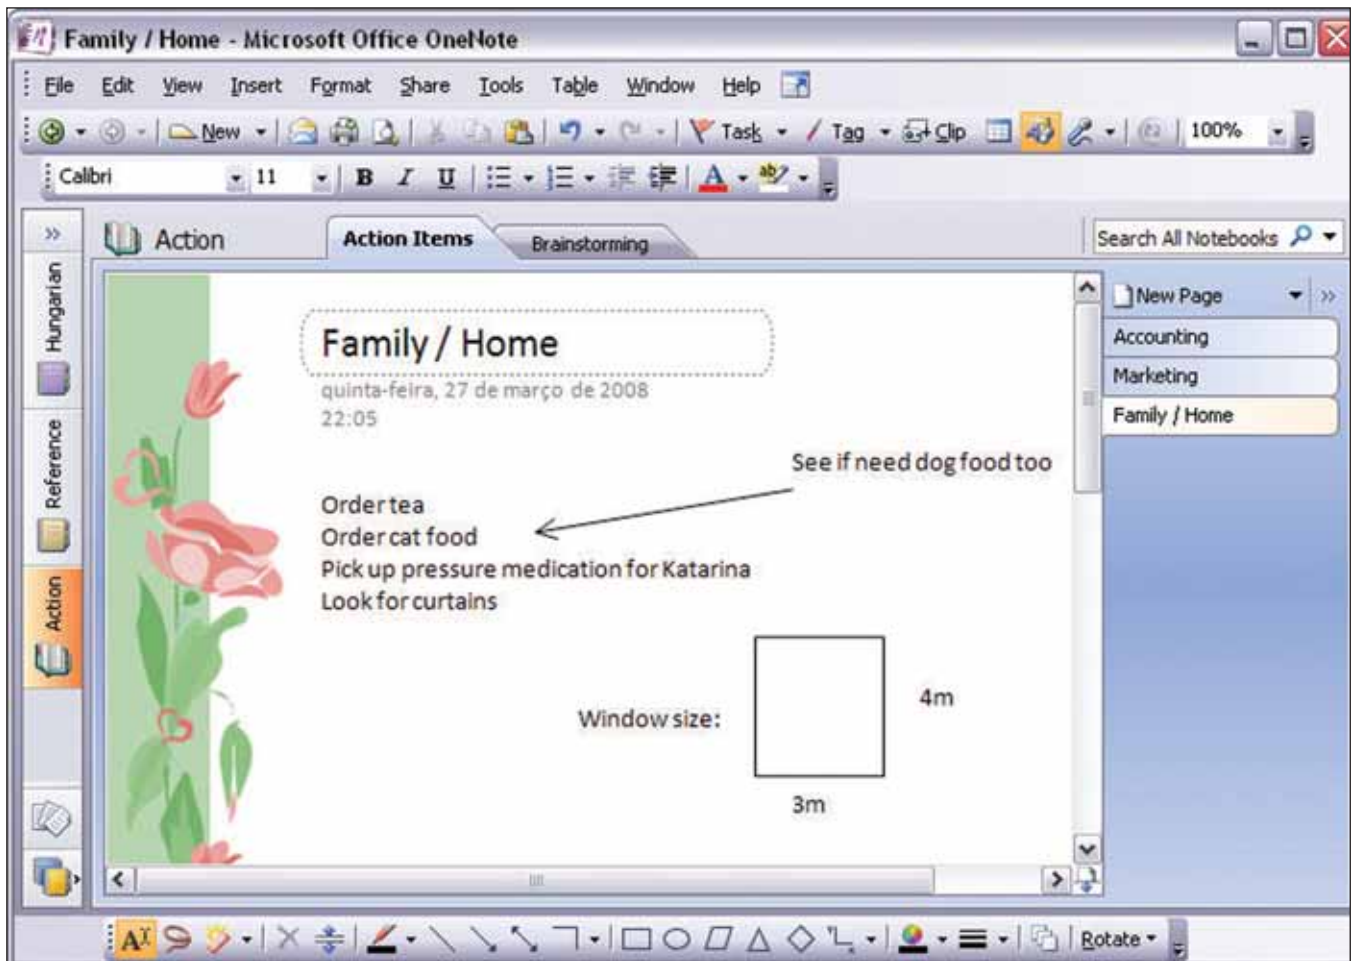 Family / Home - Microsoft Office OneNote
File Edit View Insert Format Share Tools Table Window Help
New Task Tag Clip 100%
Calibri 11 B I U A ab
Action Action Items Brainstorming Search All Notebooks
Hungarian
Reference
Action
New Page
Accounting
Marketing
Family / Home
Family / Home
quinta-feira, 27 de março de 2008
22:05
See if need dog food too
Order tea
Order cat food
Pick up pressure medication for Katarina
Look for curtains
Window size:
4m
3m
A Rotate